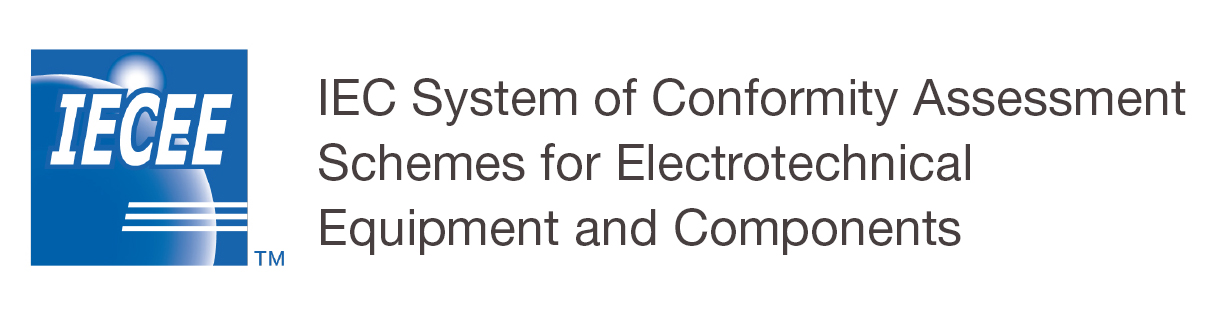 IECEE
TM
IEC System of Conformity Assessment
Schemes for Electrotechnical
Equipment and Components